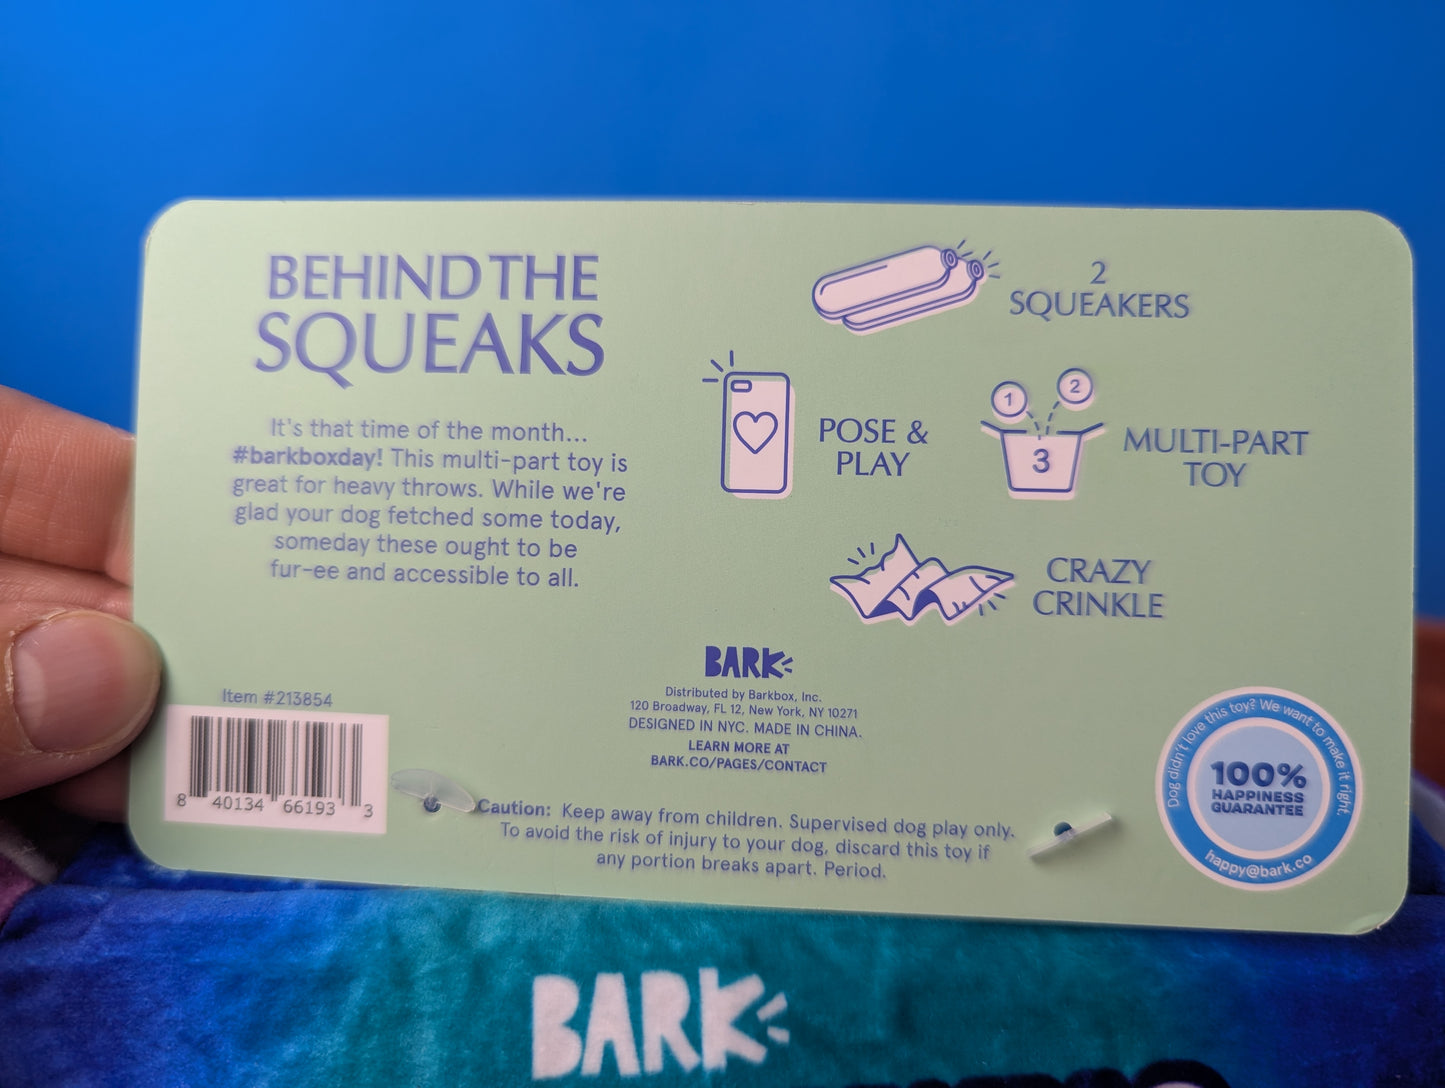 BEHIND THE
SQUEAKS
It's that time of the month...
#barkboxday! This multi-part toy is
great for heavy throws. While we're
glad your dog fetched some today,
someday these ought to be
fur-ee and accessible to all.
2
SQUEAKERS
POSE &
PLAY
1
2
3
MULTI-PART
TOY
CRAZY
CRINKLE
BARK
Distributed by Barkbox, Inc.
120 Broadway, FL 12, New York, NY 10271
DESIGNED IN NYC. MADE IN CHINA.
LEARN MORE AT
BARK.CO/PAGES/CONTACT
Item #213854
8 40134 66193 3
Caution: Keep away from children. Supervised dog play only.
To avoid the risk of injury to your dog, discard this toy if
any portion breaks apart. Period.
Dog didn't love this toy? We want to make it right.
100%
HAPPINESS
GUARANTEE
happy@bark.co
BARK